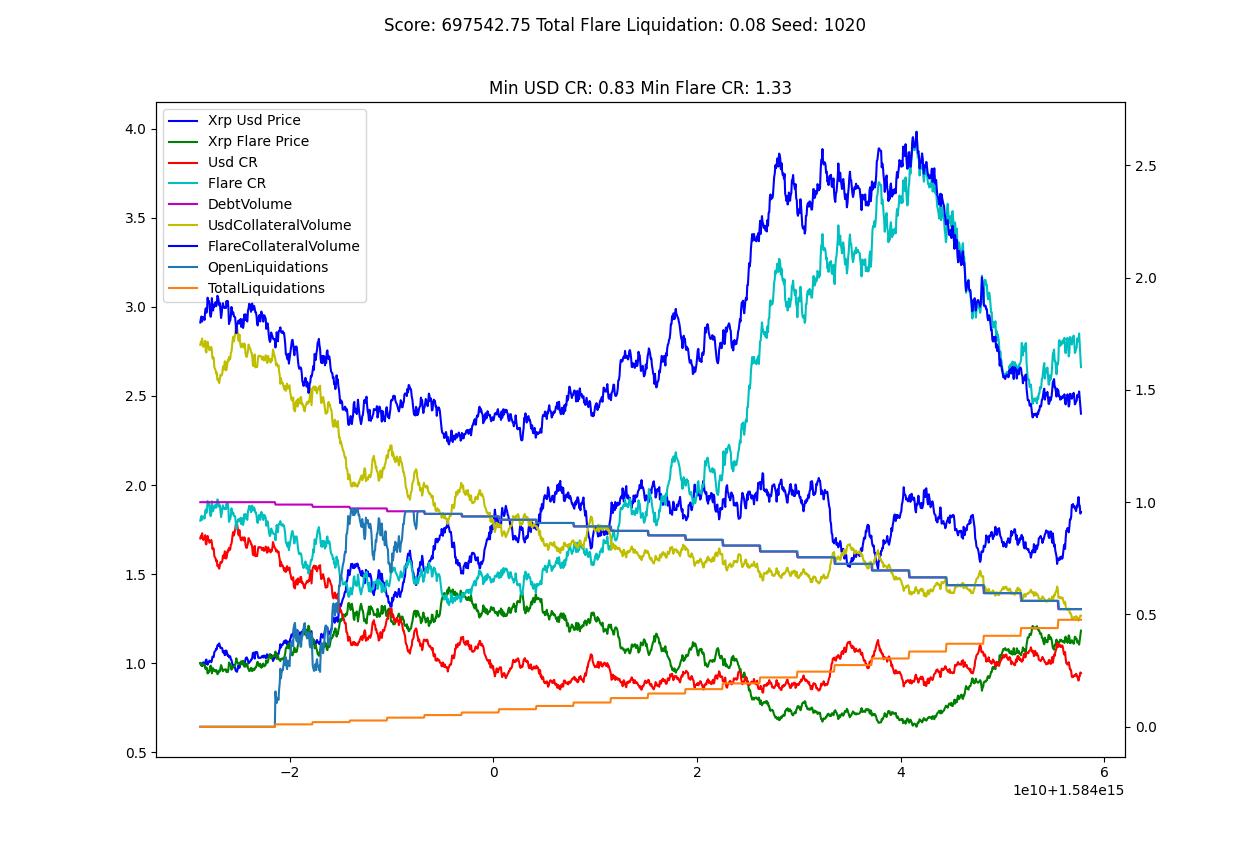 Score: 697542.75 Total Flare Liquidation: 0.08 Seed: 1020
Min USD CR: 0.83 Min Flare CR: 1.33
Xrp Usd Price
Xrp Flare Price
Usd CR
Flare CR
DebtVolume
UsdCollateralVolume
FlareCollateralVolume
OpenLiquidations
TotalLiquidations
4.0
3.5
3.0
2.5
2.0
1.5
1.0
0.5
2.5
2.0
1.5
1.0
0.5
0.0
−2 0 2 4 6
1e10+1.584e15